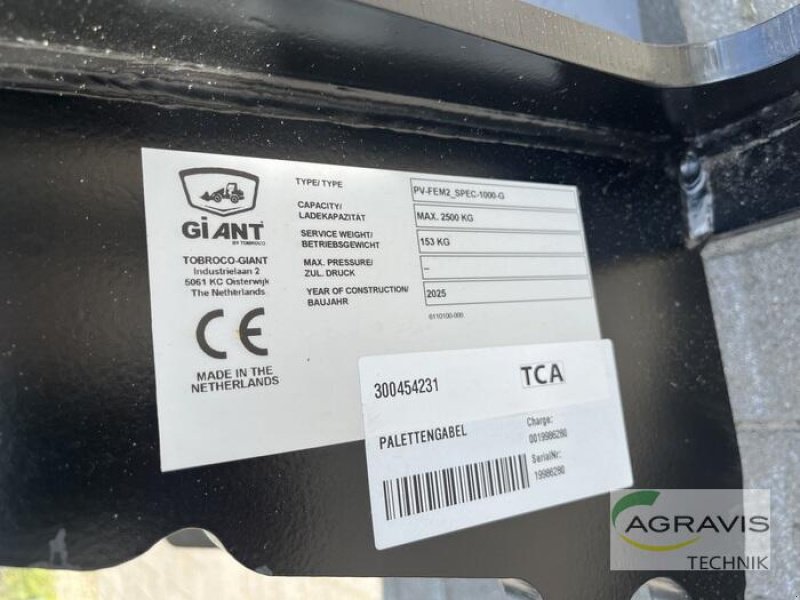 GiANT
BY TOBROCO
TOBROCO-GIANT
Industrielaan 2
5061 KC Oisterwijk
The Netherlands
CE
MADE IN THE
NETHERLANDS
TYPE/ TYPE
PV-FEM2_SPEC-1000-G
CAPACITY/
LADEKAPAZITÄT
MAX. 2500 KG
SERVICE WEIGHT/
BETRIEBSGEWICHT
153 KG
MAX. PRESSURE/
ZUL. DRUCK
–
YEAR OF CONSTRUCTION/
BAUJAHR
2025
6110100-000
300454231
TCA
PALETTENGABEL
Charge:
0019986280
SerialNr:
19986280
AGRAVIS
TECHNIK